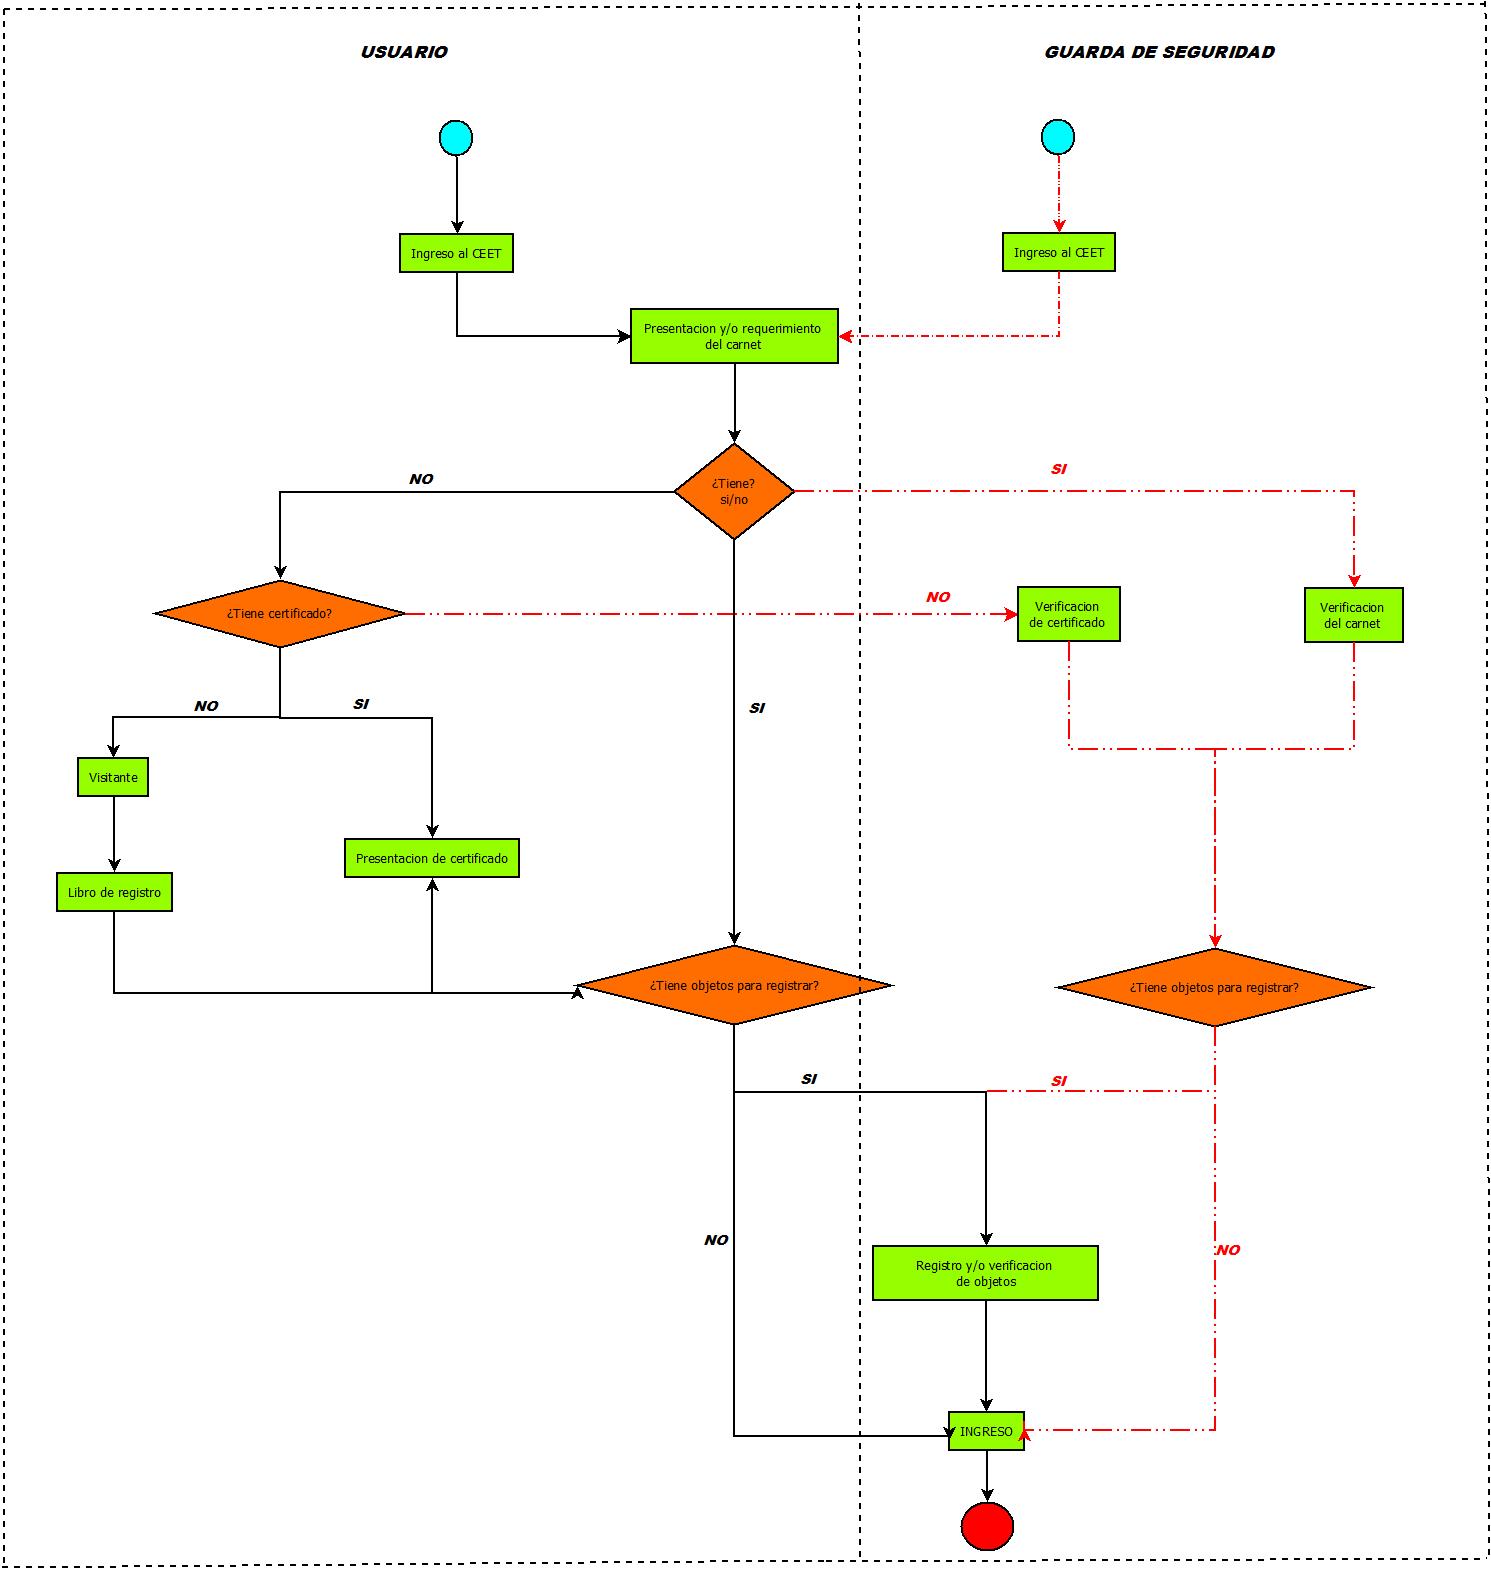 USUARIO
GUARDA DE SEGURIDAD
Ingreso al CEET
Ingreso al CEET
Presentacion y/o requerimiento
del carnet
¿Tiene?
si/no
NO
SI
¿Tiene certificado?
NO
Verificacion
de certificado
Verificacion
del carnet
NO
SI
SI
Visitante
Presentacion de certificado
Libro de registro
¿Tiene objetos para registrar?
¿Tiene objetos para registrar?
SI
SI
NO
NO
Registro y/o verificacion
de objetos
INGRESO